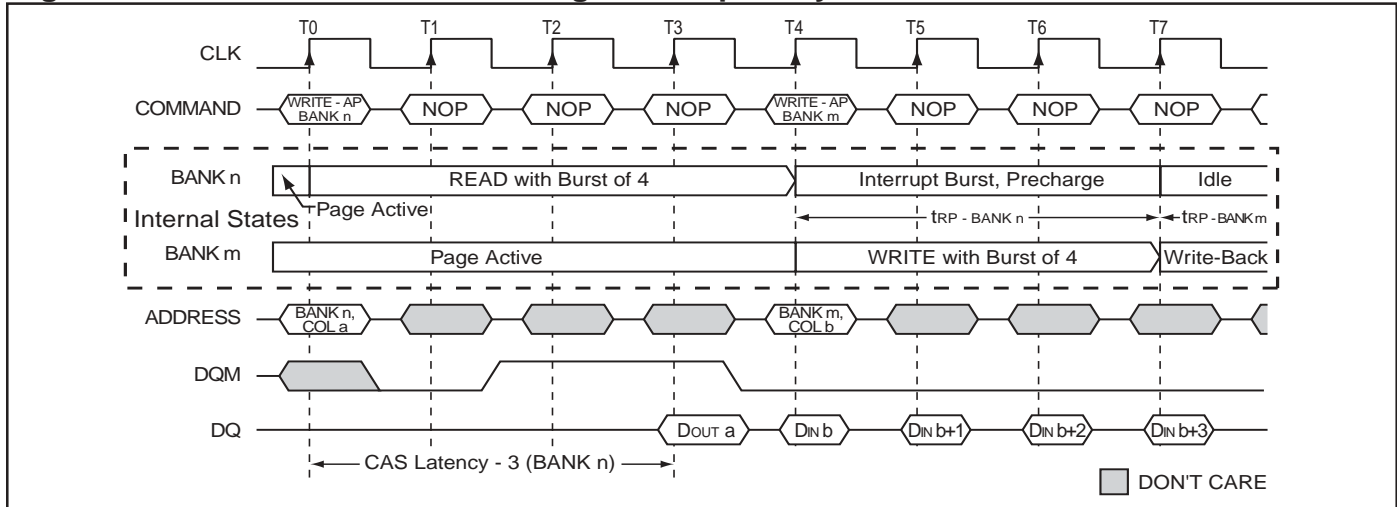 T0 T1 T2 T3 T4 T5 T6 T7
CLK
COMMAND WRITE - AP BANK n NOP NOP NOP WRITE - AP BANK m NOP NOP NOP
BANK n READ with Burst of 4 Interrupt Burst, Precharge Idle
Internal States Page Active tRP - BANK n tRP - BANK m
BANK m Page Active WRITE with Burst of 4 Write-Back
ADDRESS BANK n, COL a BANK m, COL b
DQM
DQ DOUT a DIN b DIN b+1 DIN b+2 DIN b+3
CAS Latency - 3 (BANK n)
DON'T CARE